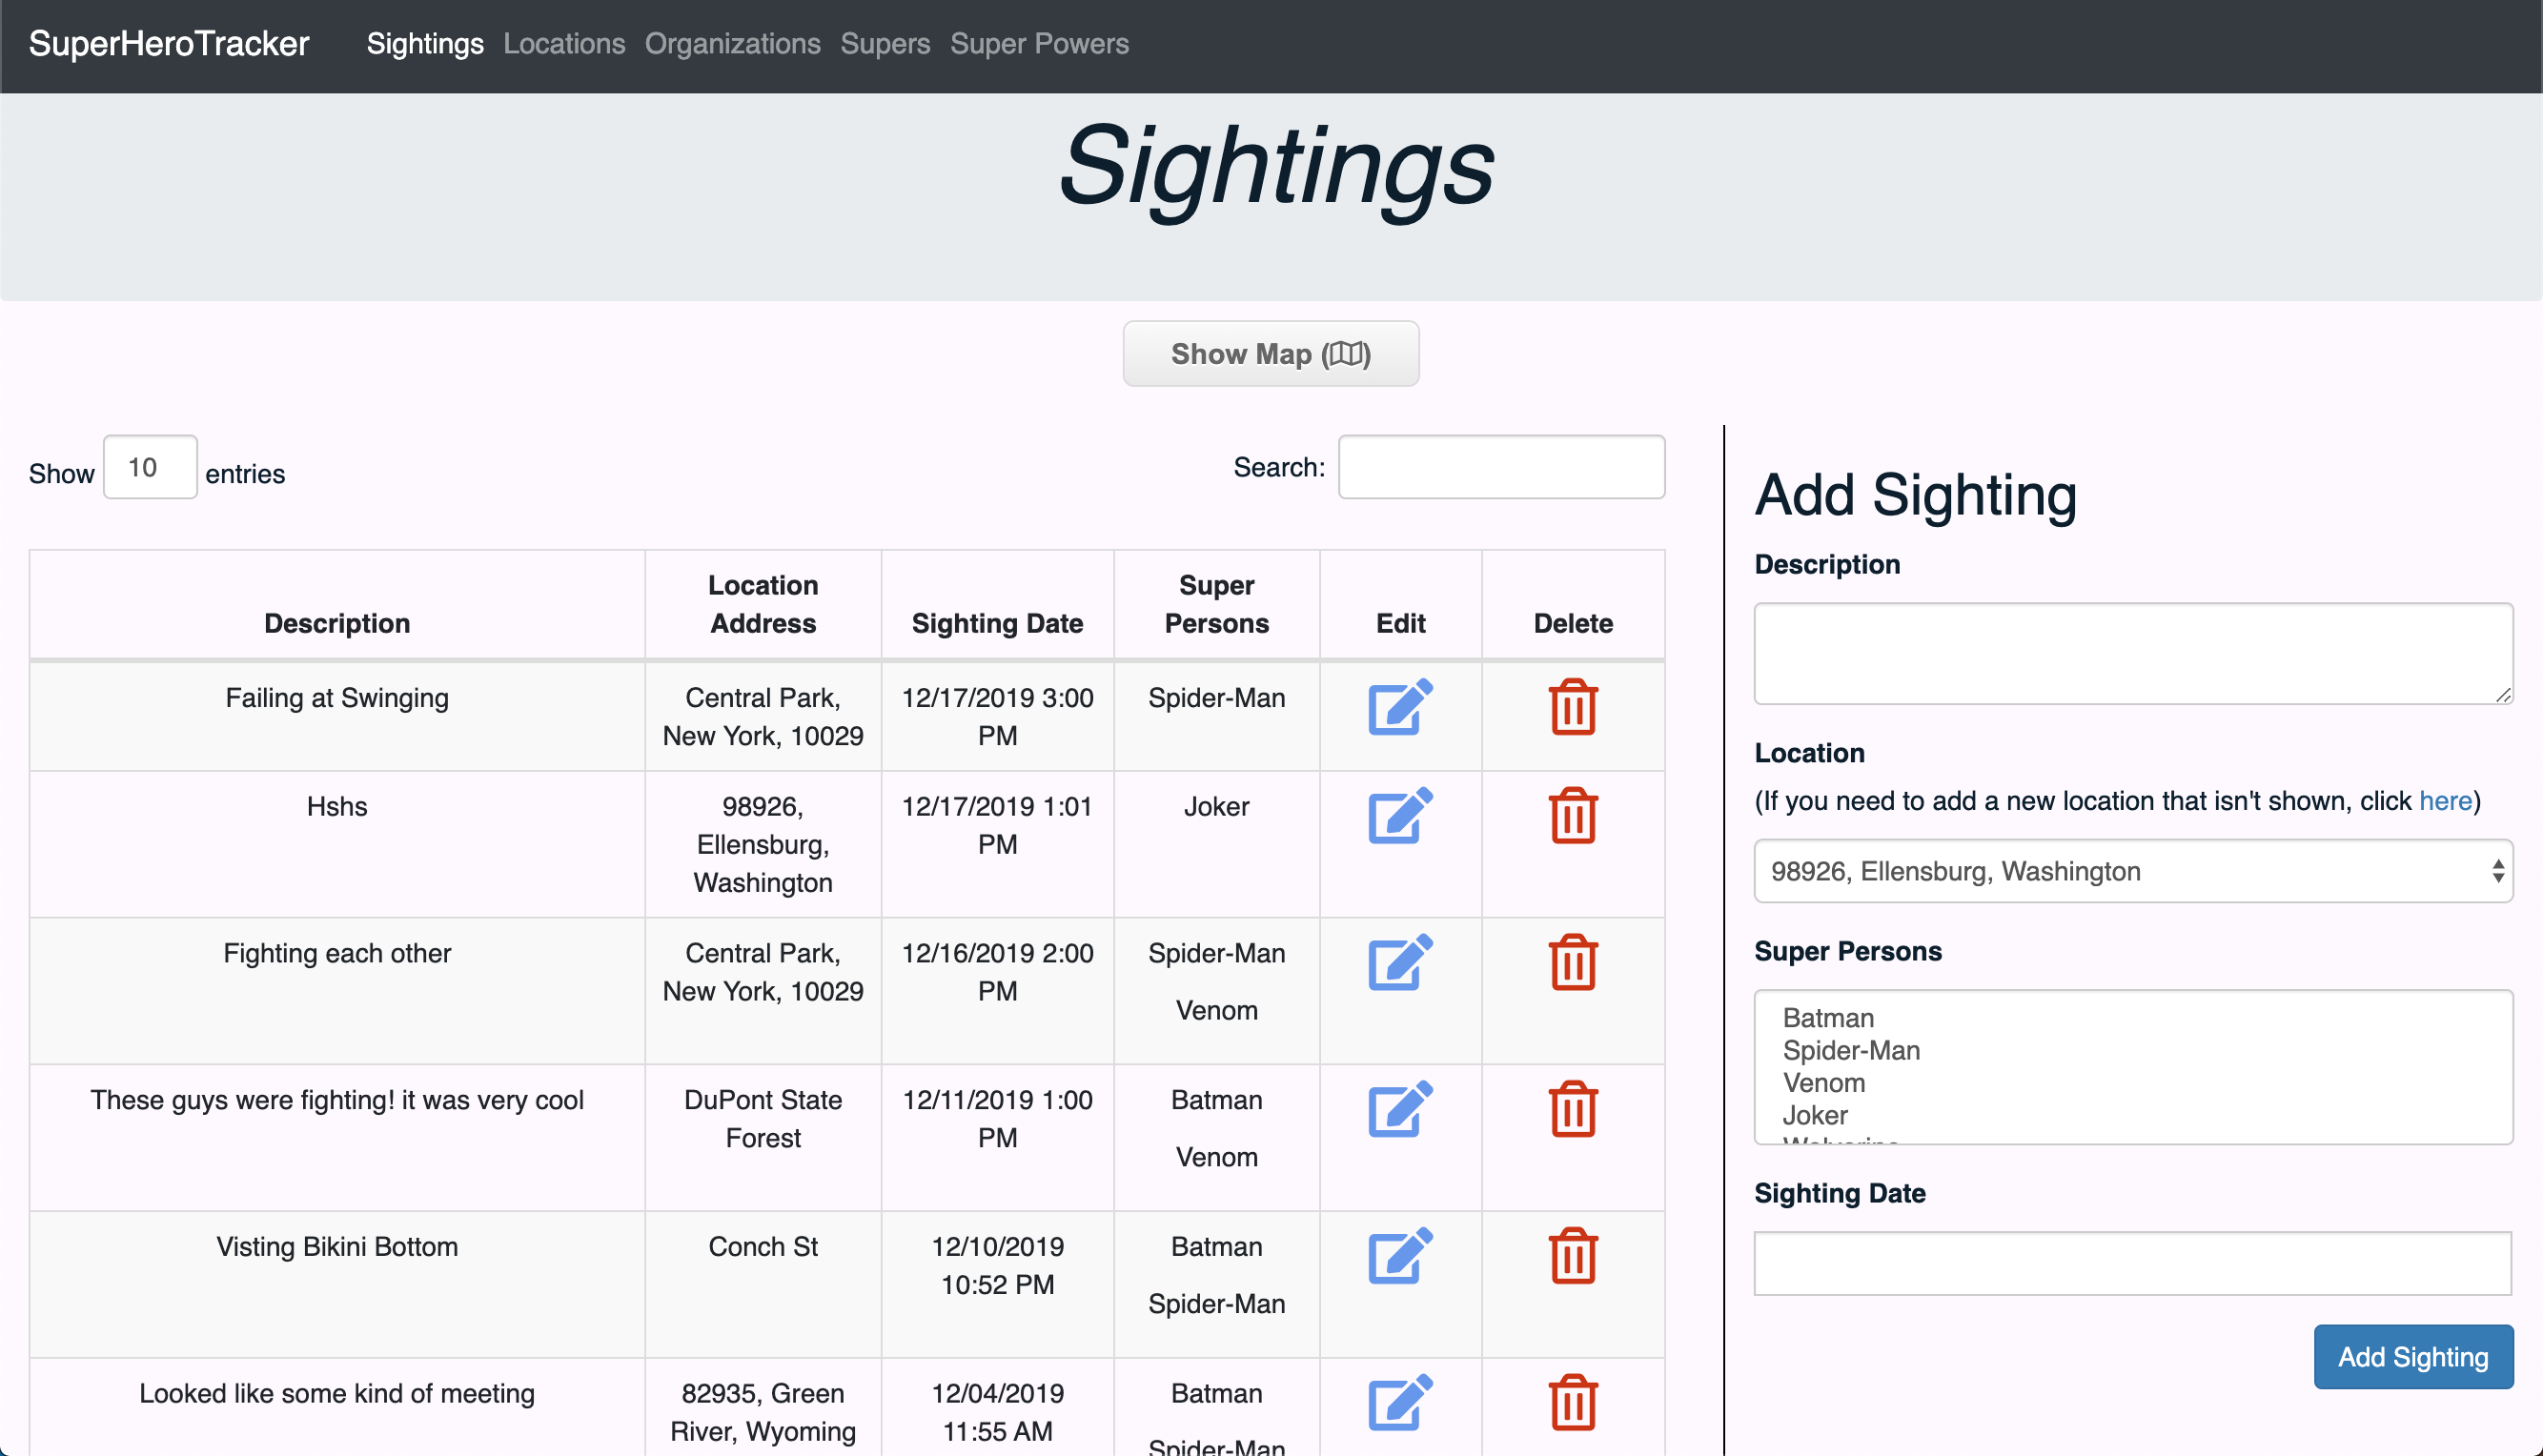 SuperHeroTracker Sightings Locations Organizations Supers Super Powers
Sightings
Show Map ()
Show 10 entries
Search:
Description
Location
Address
Sighting Date
Super
Persons
Edit
Delete
Failing at Swinging
Central Park,
New York, 10029
12/17/2019 3:00
PM
Spider-Man
Hshs
98926,
Ellensburg,
Washington
12/17/2019 1:01
PM
Joker
Fighting each other
Central Park,
New York, 10029
12/16/2019 2:00
PM
Spider-Man
Venom
These guys were fighting! it was very cool
DuPont State
Forest
12/11/2019 1:00
PM
Batman
Venom
Visting Bikini Bottom
Conch St
12/10/2019
10:52 PM
Batman
Spider-Man
Looked like some kind of meeting
82935, Green
River, Wyoming
12/04/2019
11:55 AM
Batman
Spider-Man
Add Sighting
Description
Location
(If you need to add a new location that isn't shown, click here)
98926, Ellensburg, Washington
Super Persons
Batman
Spider-Man
Venom
Joker
Wolverine
Sighting Date
Add Sighting